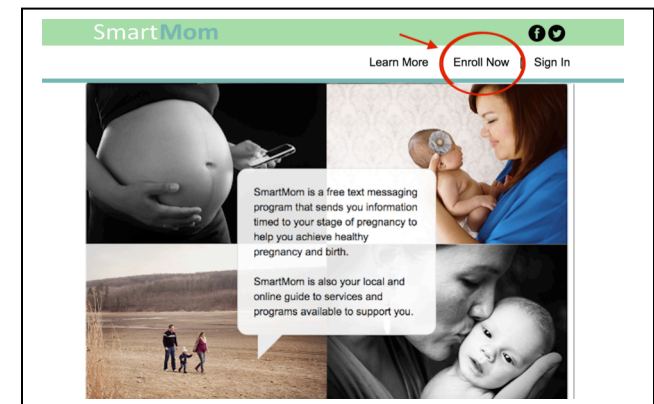 SmartMom
Learn More | Enroll Now | Sign In
SmartMom is a free text messaging
program that sends you information
timed to your stage of pregnancy to
help you achieve healthy
pregnancy and birth.
SmartMom is also your local and
online guide to services and
programs available to support you.